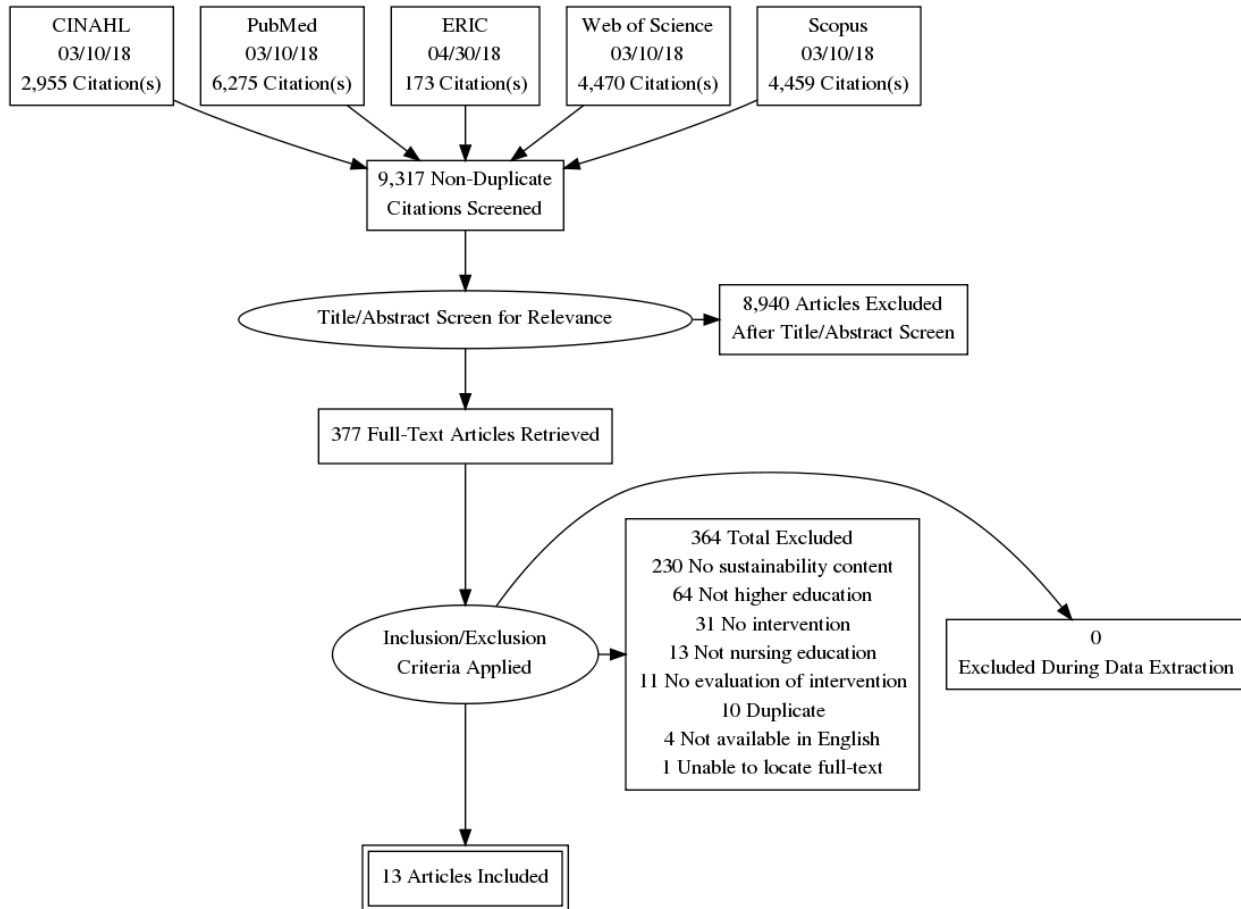 CINAHL
03/10/18
2,955 Citation(s)
PubMed
03/10/18
6,275 Citation(s)
ERIC
04/30/18
173 Citation(s)
Web of Science
03/10/18
4,470 Citation(s)
Scopus
03/10/18
4,459 Citation(s)
9,317 Non-Duplicate
Citations Screened
Title/Abstract Screen for Relevance
8,940 Articles Excluded
After Title/Abstract Screen
377 Full-Text Articles Retrieved
Inclusion/Exclusion
Criteria Applied
364 Total Excluded
230 No sustainability content
64 Not higher education
31 No intervention
13 Not nursing education
11 No evaluation of intervention
10 Duplicate
4 Not available in English
1 Unable to locate full-text
0
Excluded During Data Extraction
13 Articles Included